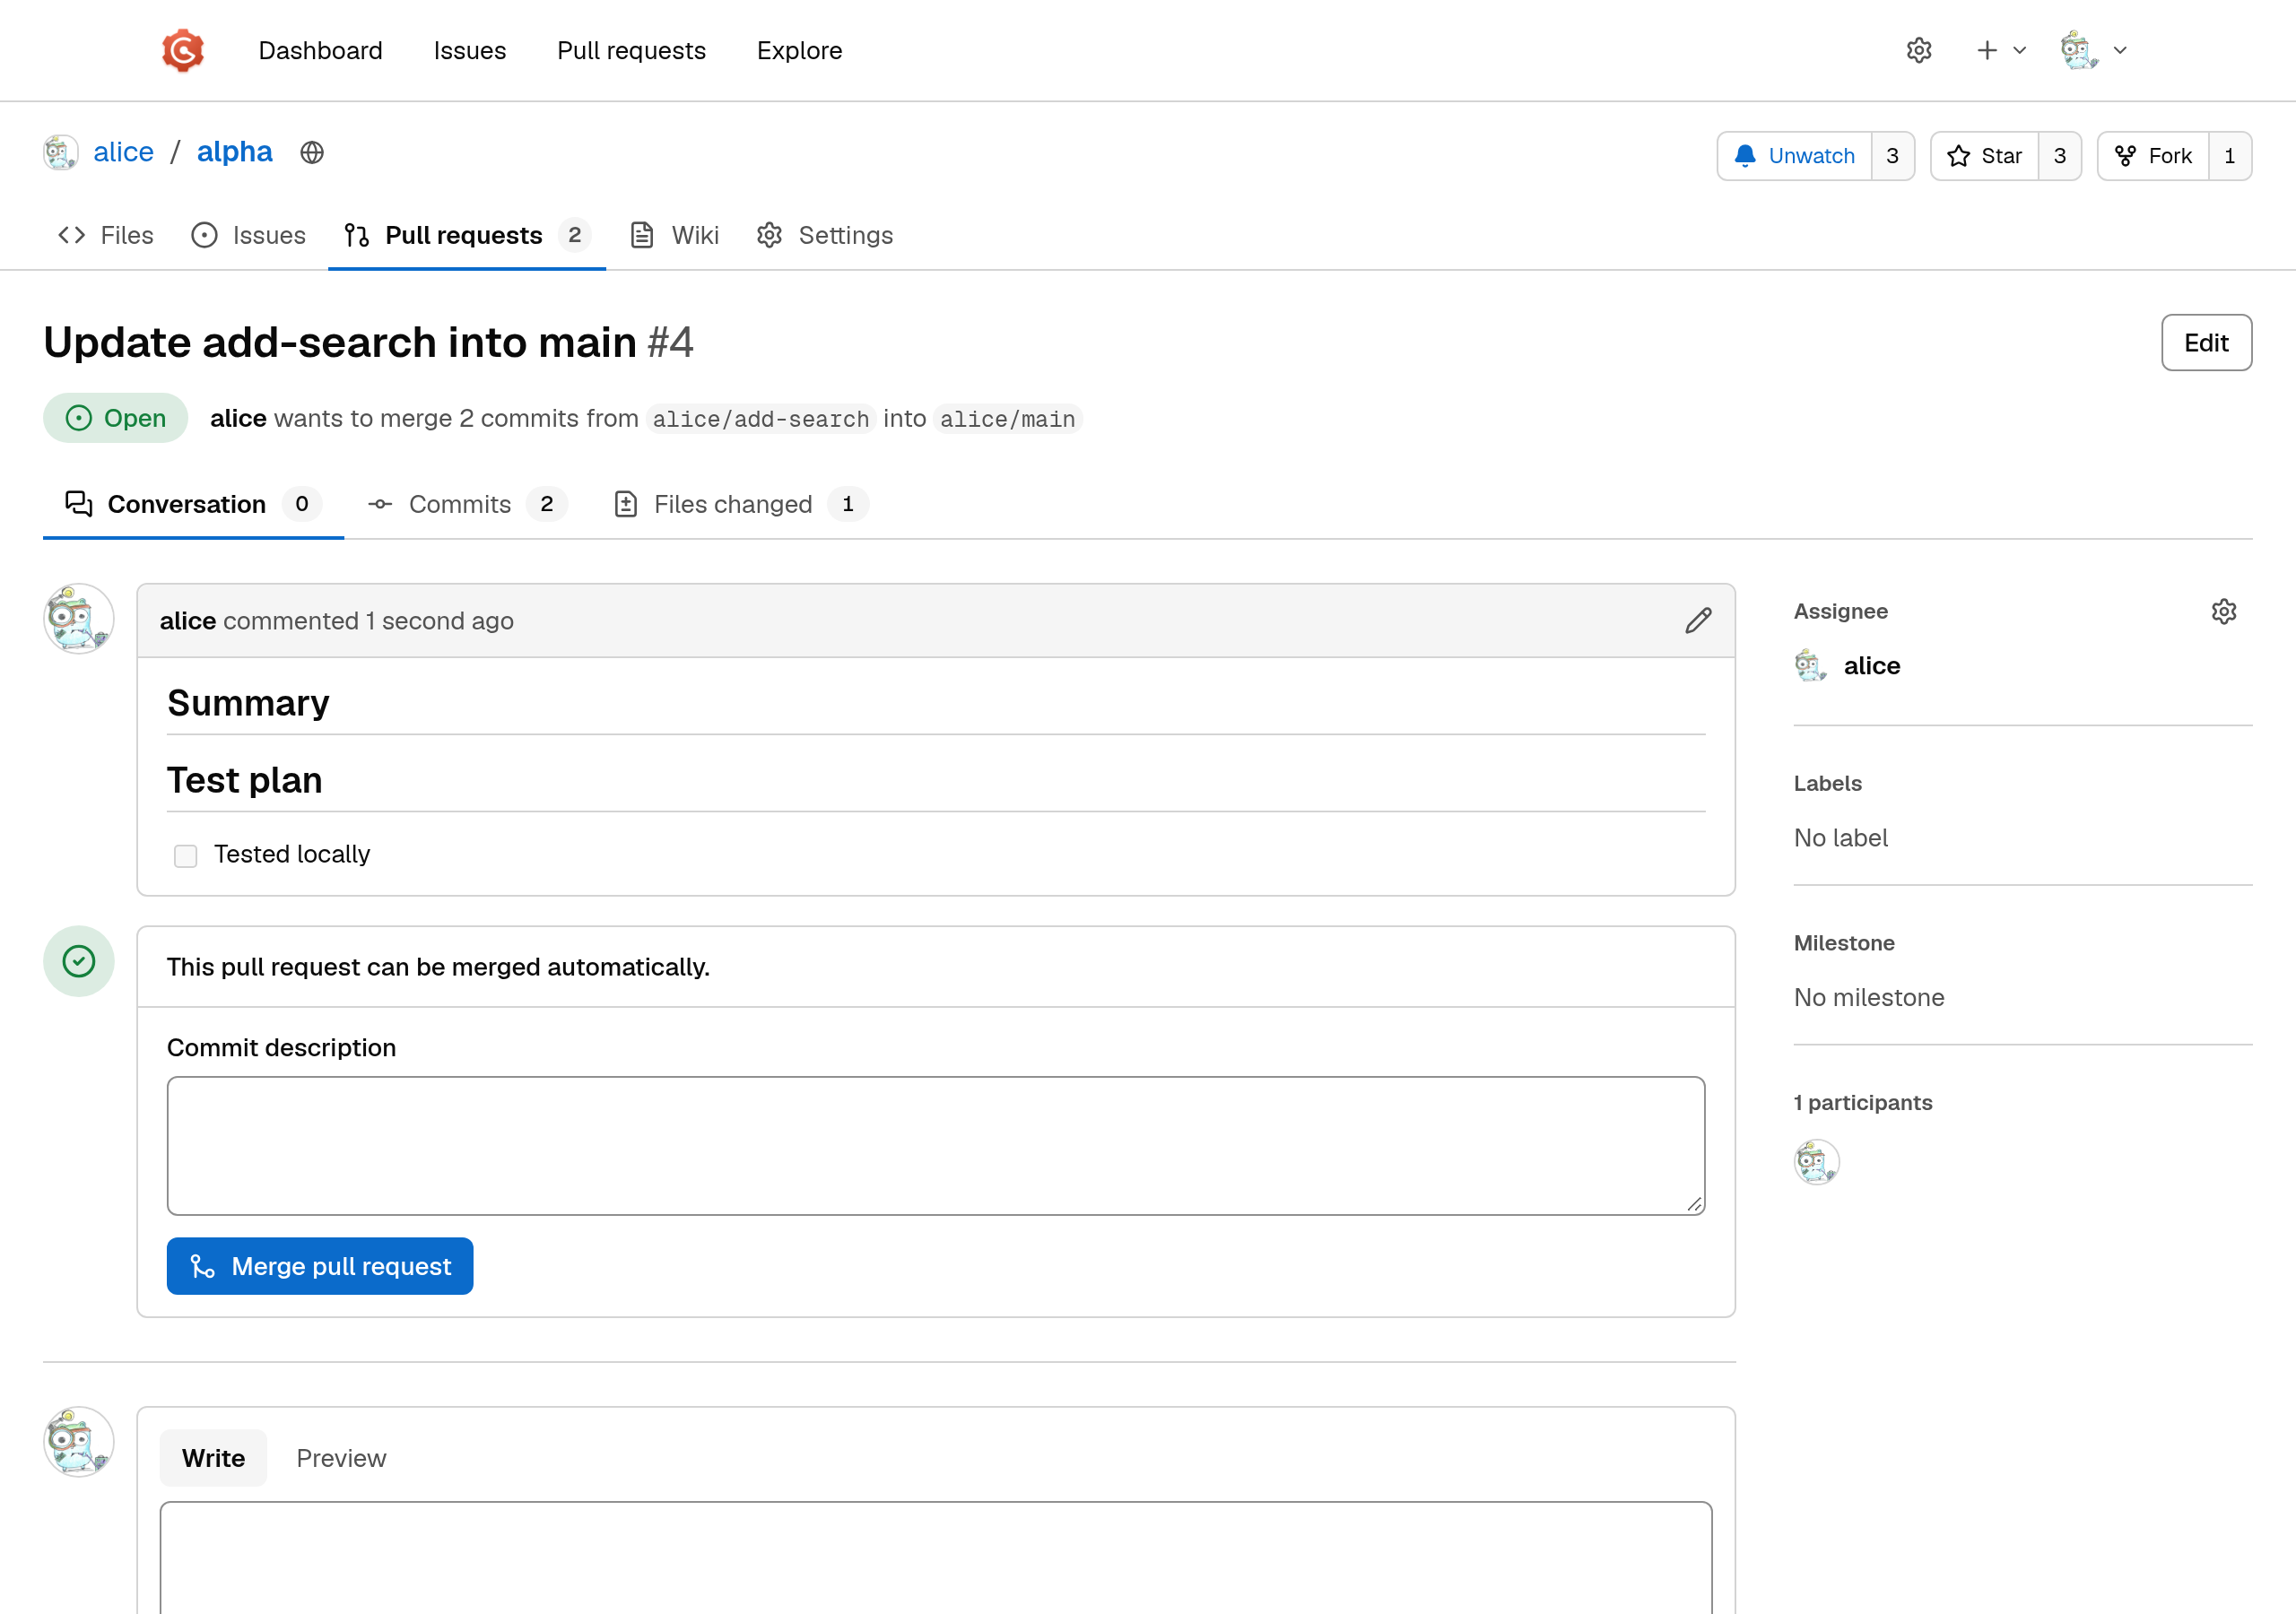 Dashboard Issues Pull requests Explore
alice / alpha
Unwatch 3 Star 3 Fork 1
Files Issues Pull requests 2 Wiki Settings
Update add-search into main #4
Edit
Open alice wants to merge 2 commits from alice/add-search into alice/main
Conversation 0 Commits 2 Files changed 1
alice commented 1 second ago
Summary
Test plan
Tested locally
This pull request can be merged automatically.
Commit description
Merge pull request
Write Preview
Assignee
alice
Labels
No label
Milestone
No milestone
1 participants